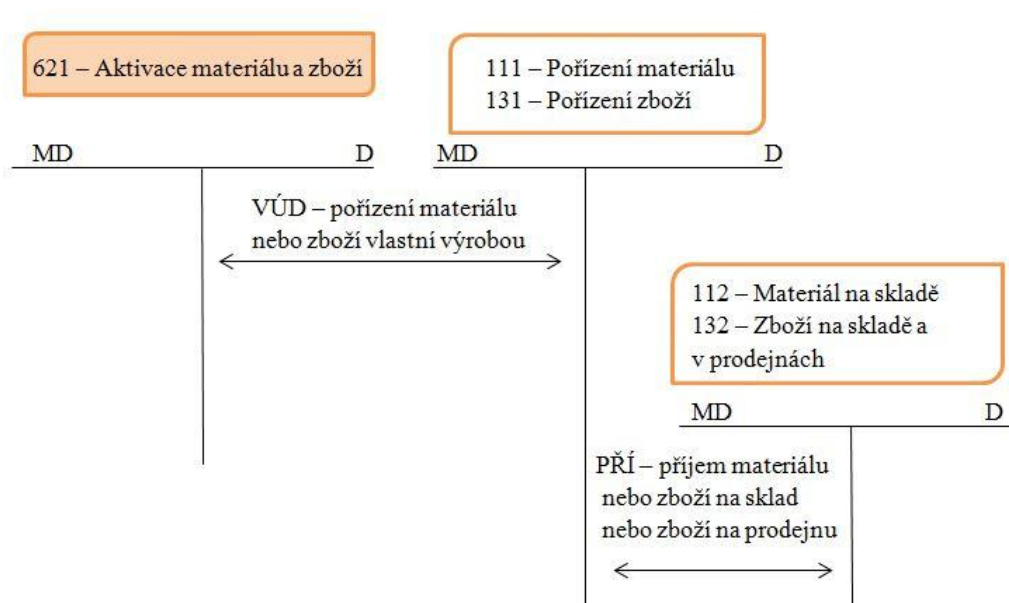 621 – Aktivace materiálu a zboží
111 – Pořízení materiálu
131 – Pořízení zboží
MD D
MD D
VÚD – pořízení materiálu
nebo zboží vlastní výrobou
112 – Materiál na skladě
132 – Zboží na skladě a
v prodejnách
MD D
PŘÍ – příjem materiálu
nebo zboží na sklad
nebo zboží na prodejnu